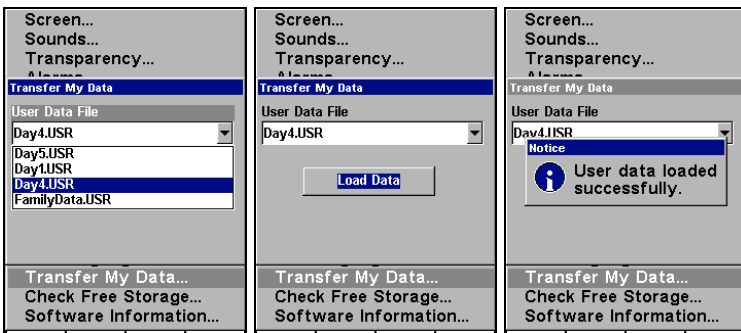 Screen...
Sounds...
Transparency...
Alarms
Transfer My Data
User Data File
Day4.USR
Day5.USR
Day1.USR
Day4.USR
FamilyData.USR
Transfer My Data...
Check Free Storage...
Software Information...
Screen...
Sounds...
Transparency...
Alarms
Transfer My Data
User Data File
Day4.USR
Load Data
Transfer My Data...
Check Free Storage...
Software Information...
Screen...
Sounds...
Transparency...
Alarms
Transfer My Data
User Data File
Day4.USR
Notice
User data loaded
successfully.
Transfer My Data...
Check Free Storage...
Software Information...